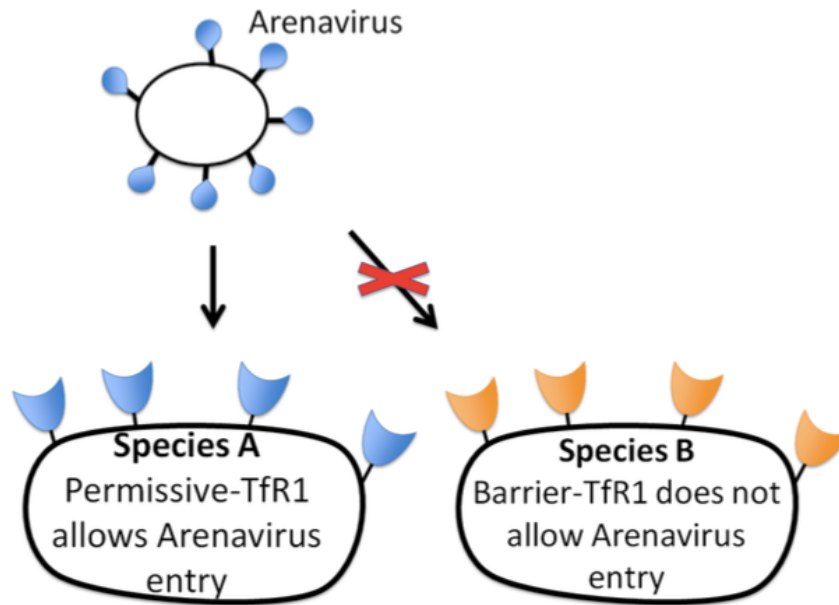 Arenavirus
Species A
Permissive-TfR1
allows Arenavirus
entry
Species B
Barrier-TfR1 does not
allow Arenavirus
entry